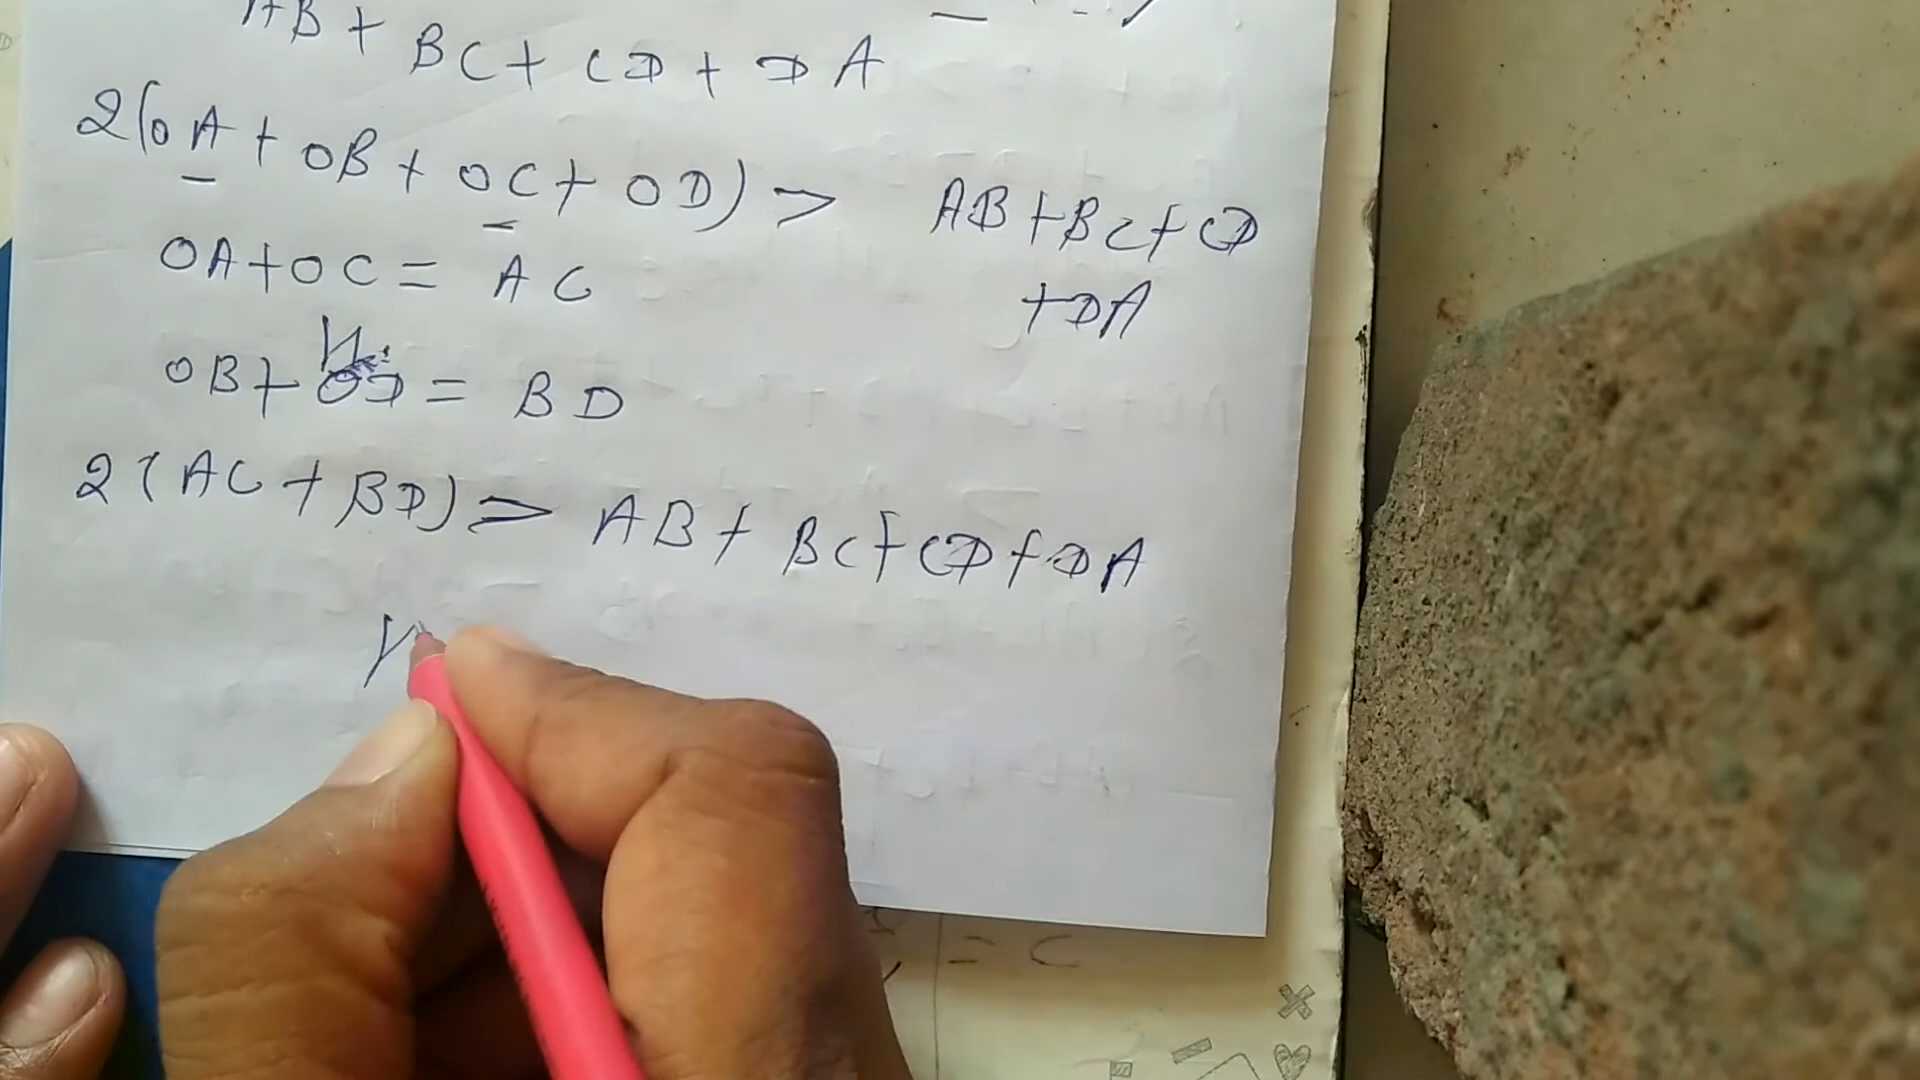 AB + BC + CD + DA
2(OA + OB + OC + OD) > AB + BC + CD
+ DA
OA + OC = AC
OB + OD = BD
2(AC + BD) > AB + BC + CD + DA
Y
= C